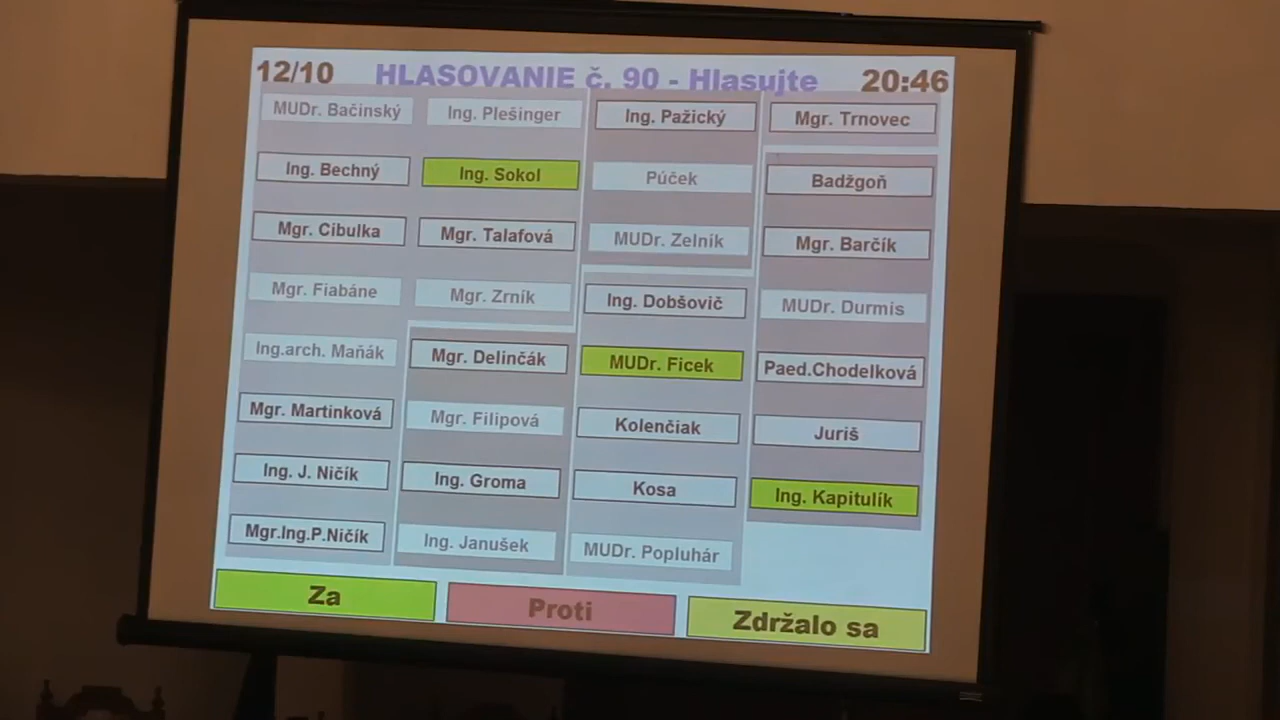 12/10 HLASOVANIE č. 90 - Hlasujte 20:46
MUDr. Bačinský
Ing. Bechný
Mgr. Cibulka
Mgr. Fiabáne
Ing.arch. Maňák
Mgr. Martinková
Ing. J. Ničík
Mgr.Ing.P.Ničík
Ing. Plešinger
Ing. Sokol
Mgr. Talafová
Mgr. Zrník
Mgr. Delinčák
Mgr. Filipová
Ing. Groma
Ing. Janušek
Ing. Pažický
Púček
MUDr. Zelník
Ing. Dobšovič
MUDr. Ficek
Kolenčiak
Kosa
MUDr. Popluhár
Mgr. Trnovec
Badžgoň
Mgr. Barčík
MUDr. Durmis
Paed.Chodelková
Juriš
Ing. Kapitulík
Za
Proti
Zdržalo sa